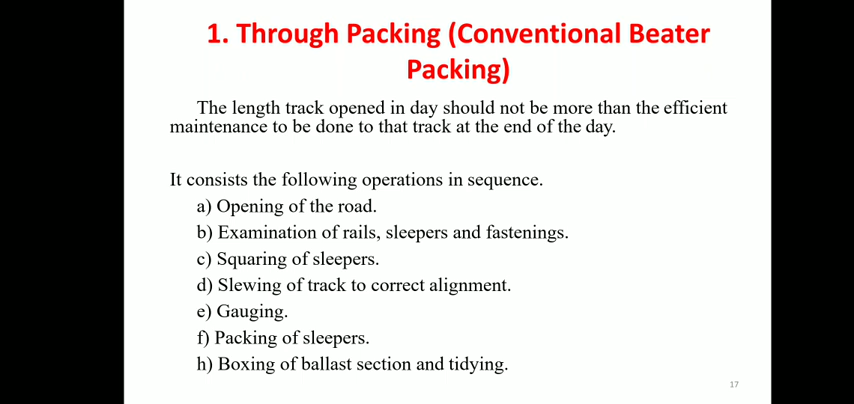 1. Through Packing (Conventional Beater
Packing)
The length track opened in day should not be more than the efficient
maintenance to be done to that track at the end of the day.
It consists the following operations in sequence.
a) Opening of the road.
b) Examination of rails, sleepers and fastenings.
c) Squaring of sleepers.
d) Slewing of track to correct alignment.
e) Gauging.
f) Packing of sleepers.
h) Boxing of ballast section and tidying.
17